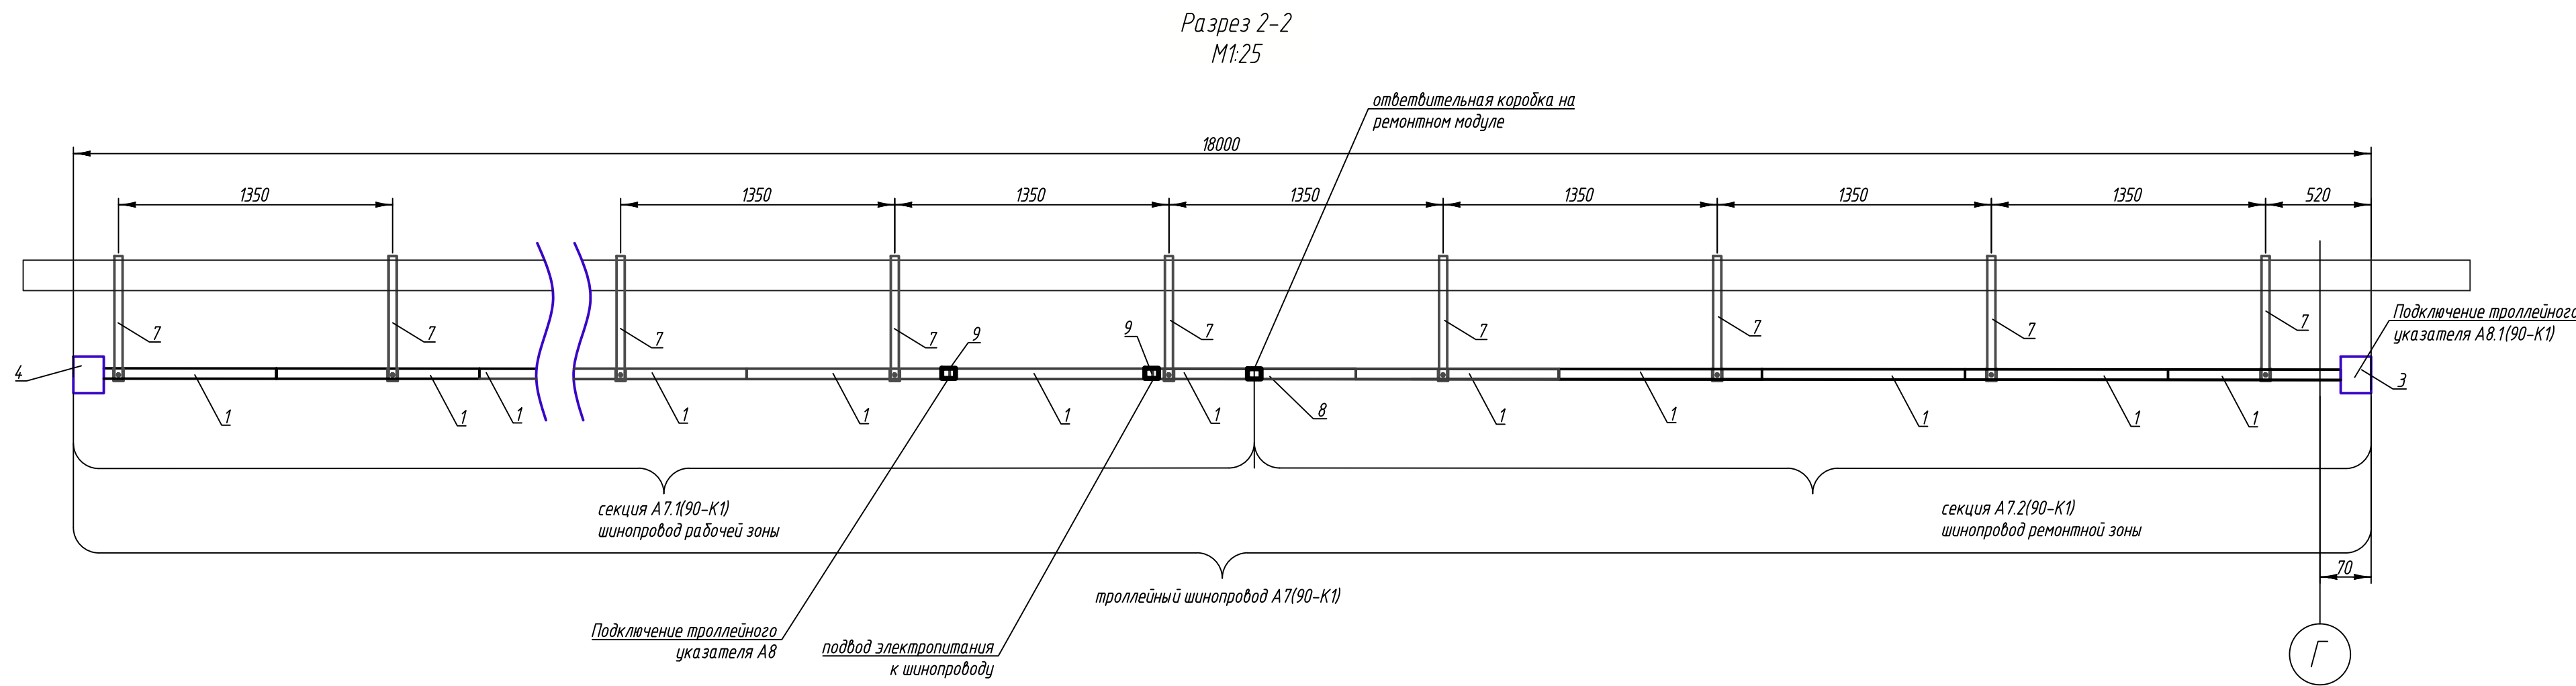 Разрез 2-2
М1:25
ответвительная коробка на
ремонтном модуле
18000
1350
1350
1350
1350
1350
1350
1350
520
7
7
7
7
7
7
7
7
7
9
9
Подключение троллейного
указателя А8.1(90-К1)
4
3
1
1
1
1
1
1
1
8
1
1
1
1
1
секция А7.1(90-К1)
шинопровод рабочей зоны
секция А7.2(90-К1)
шинопровод ремонтной зоны
70
троллейный шинопровод А7(90-К1)
Подключение троллейного
указателя А8
подвод электропитания
к шинопроводу
Г